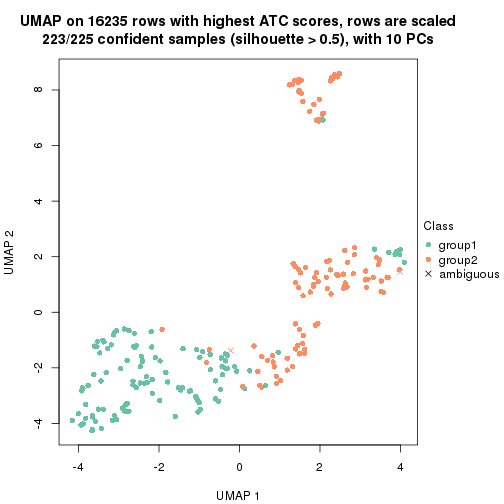 UMAP on 16235 rows with highest ATC scores, rows are scaled
223/225 confident samples (silhouette > 0.5), with 10 PCs
8
6
4
2
0
-2
-4
UMAP 2
-4
-2
0
2
4
UMAP 1
Class
group1
group2
ambiguous